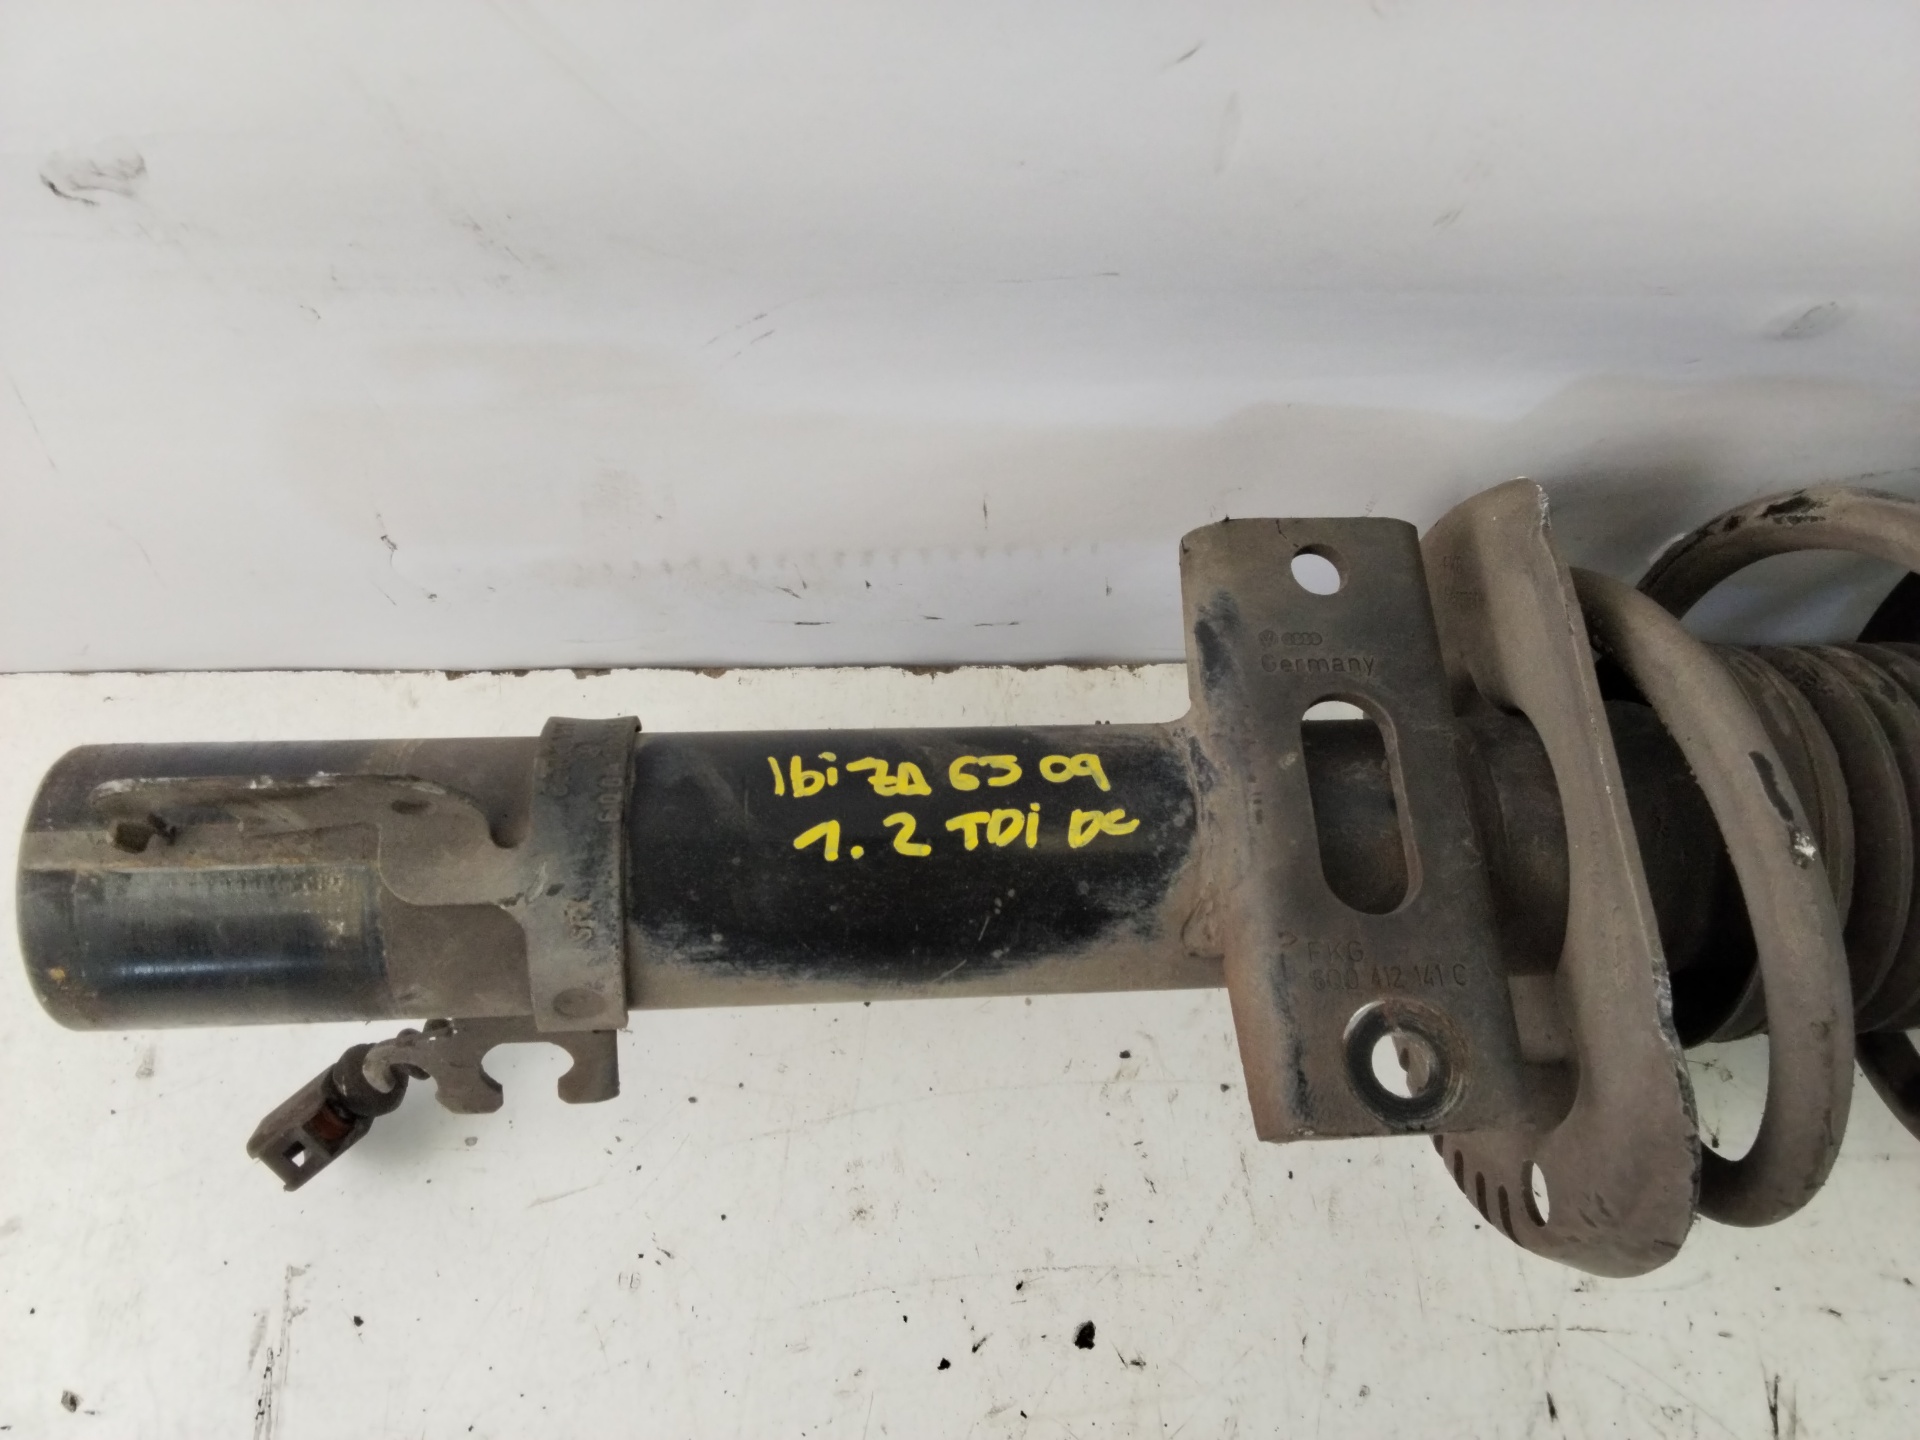 IbiZA 6J 09
1.2 TDi DC
Germany
FKG
6Q0 412 141 C